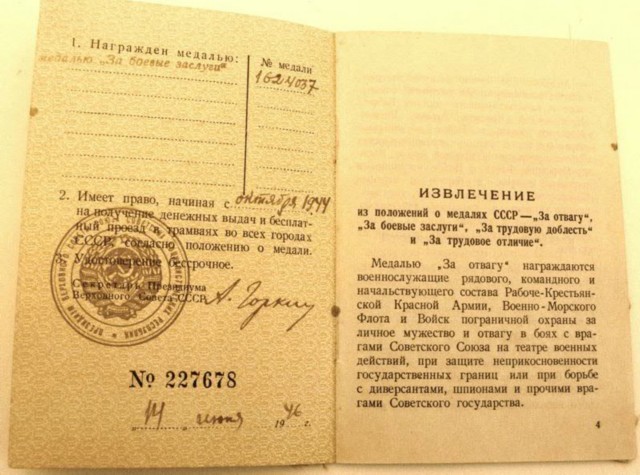 1. Награжден медалью:
медалью „За боевые заслуги“
№ медали
1624037
2. Имеет право, начиная с октября 1944
на получение денежных выдач и бесплат-
ный проезд в трамваях во всех городах
СССР, согласно положению о медали.
3. Удостоверение бессрочное.
Секретарь Президиума
Верховного Совета СССР А. Горкин
№ 227678
14 июня 1946 г.
ИЗВЛЕЧЕНИЕ
из положений о медалях СССР—„За отвагу“,
„За боевые заслуги“, „За трудовую доблесть“
и „За трудовое отличие“.
Медалью „За отвагу“ награждаются
военнослужащие рядового, командного и
начальствующего состава Рабоче-Крестьян-
ской Красной Армии, Военно-Морского
Флота и Войск пограничной охраны за
личное мужество и отвагу в боях с вра-
гами Советского Союза на театре военных
действий, при защите неприкосновенности
государственных границ или при борьбе
с диверсантами, шпионами и прочими вра-
гами Советского государства.
4